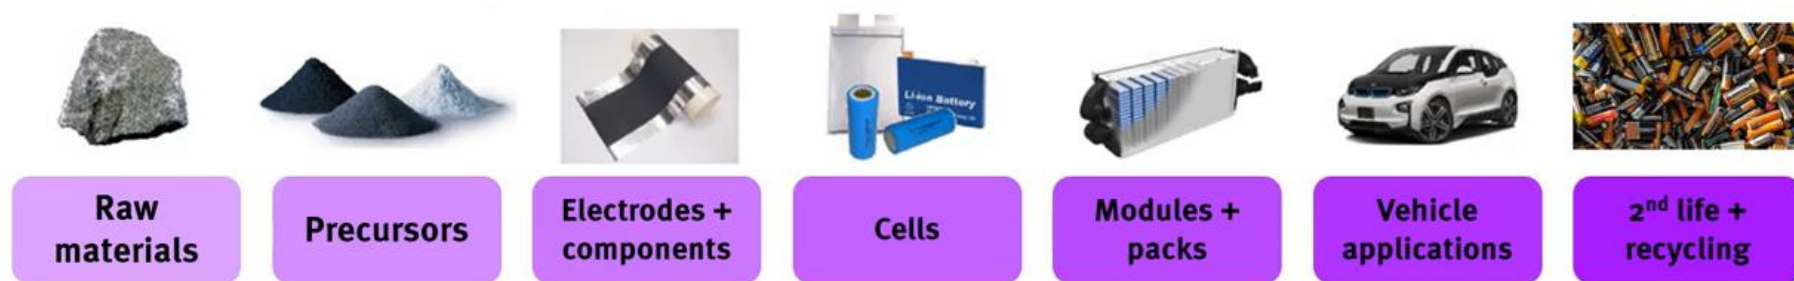 Li-ion Battery
Raw
materials
Precursors
Electrodes +
components
Cells
Modules +
packs
Vehicle
applications
2nd life +
recycling